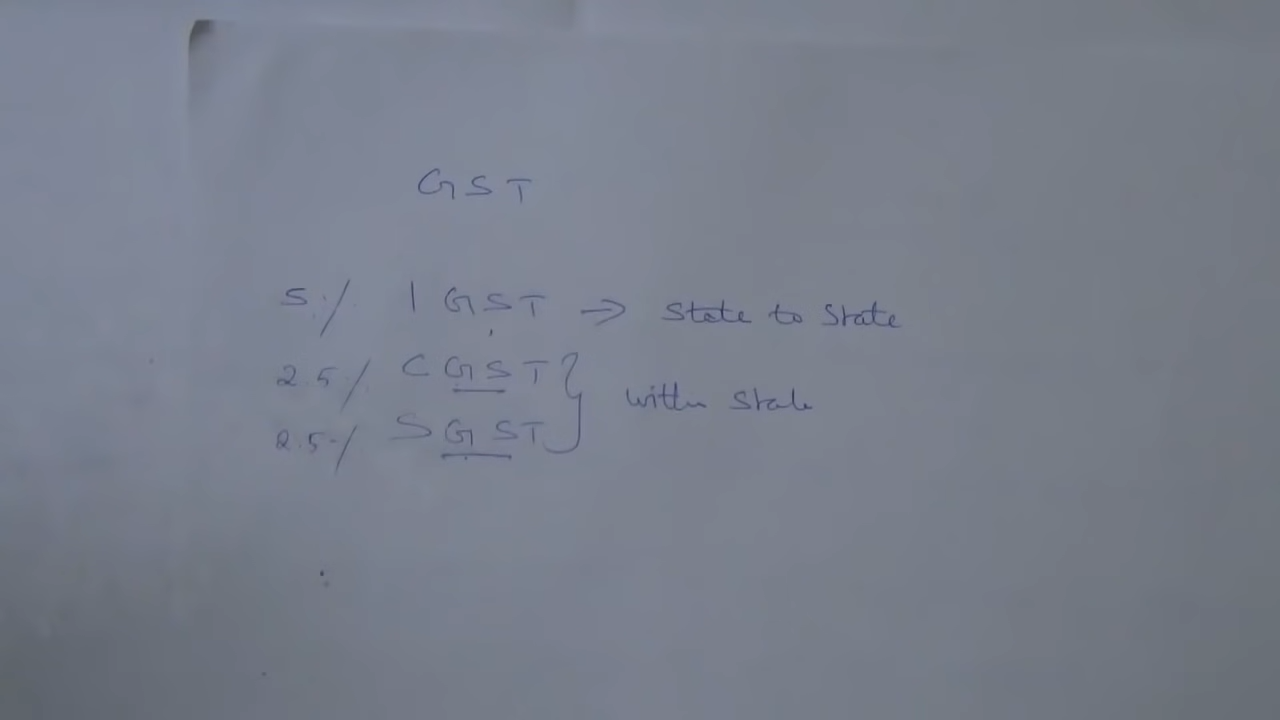 GST
5% IGST → State to State
2.5% CGST } within State
2.5% SGST